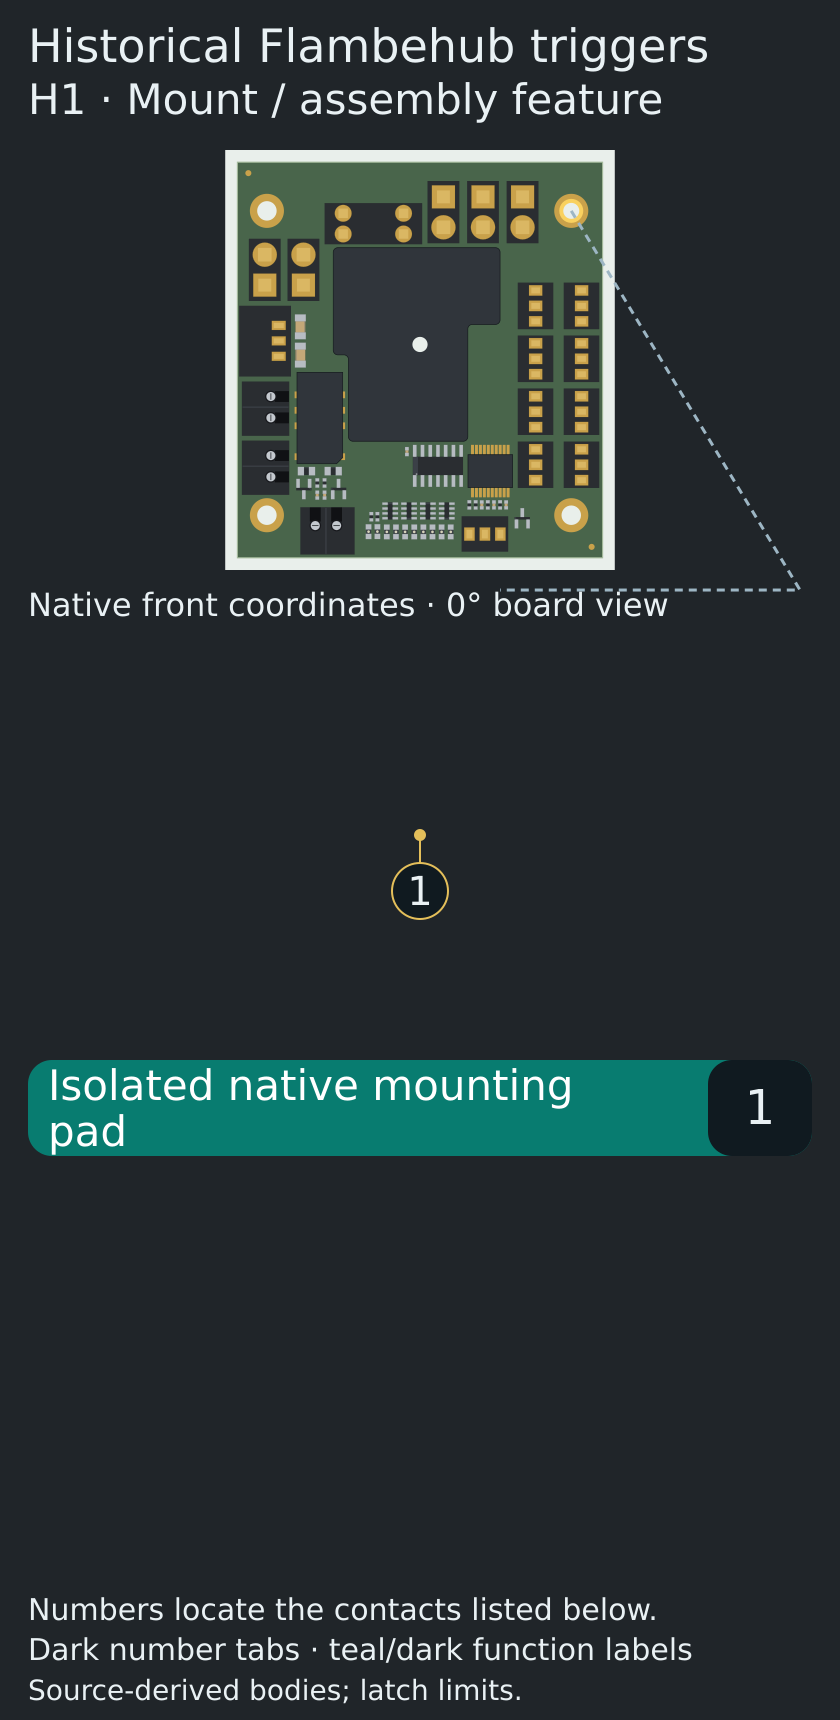 Historical Flambehub triggers
H1 · Mount / assembly feature
Native front coordinates · 0° board view
1
Isolated native mounting
pad
1
Numbers locate the contacts listed below.
Dark number tabs · teal/dark function labels
Source-derived bodies; latch limits.